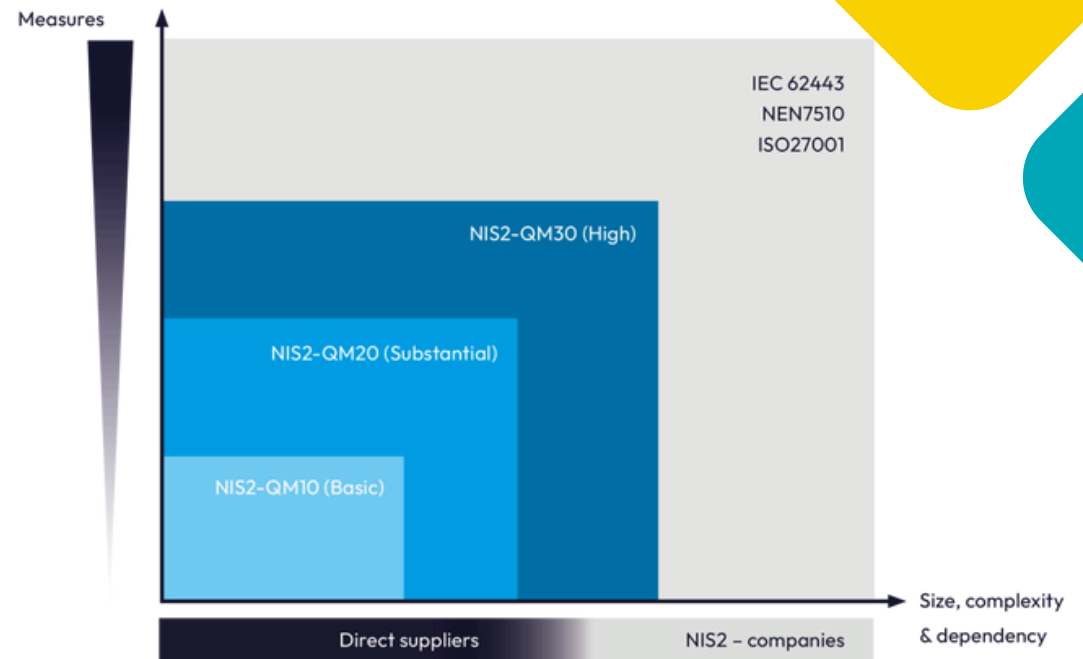 Measures
IEC 62443
NEN7510
ISO27001
NIS2-QM30 (High)
NIS2-QM20 (Substantial)
NIS2-QM10 (Basic)
Size, complexity
& dependency
Direct suppliers
NIS2 – companies